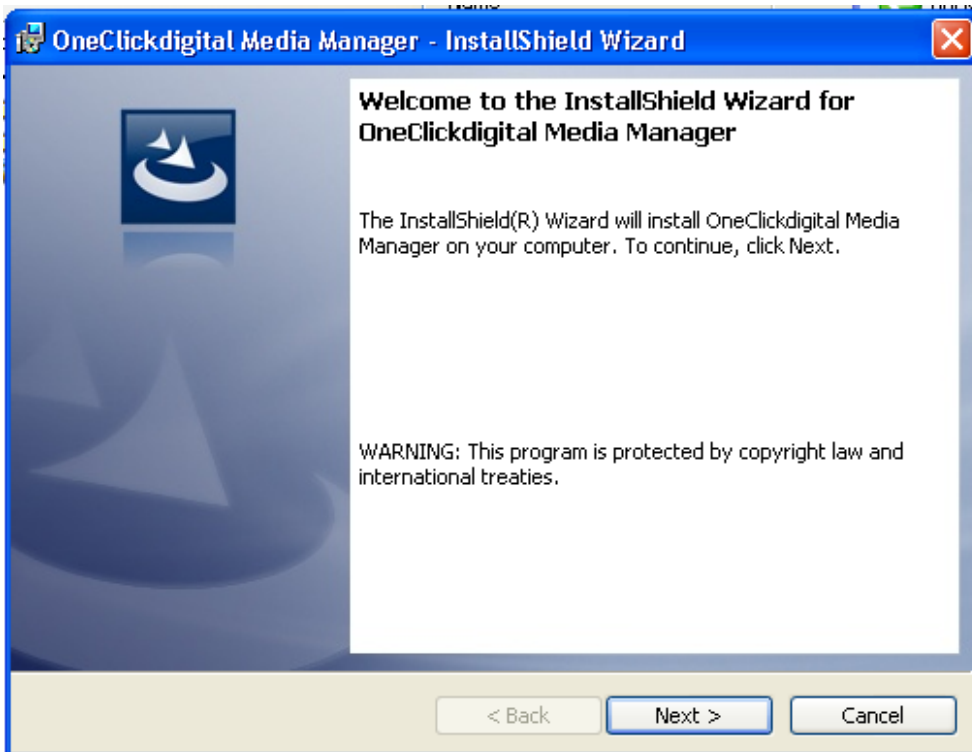 Name
OneClickdigital Media Manager - InstallShield Wizard
Welcome to the InstallShield Wizard for
OneClickdigital Media Manager
The InstallShield(R) Wizard will install OneClickdigital Media
Manager on your computer. To continue, click Next.
WARNING: This program is protected by copyright law and
international treaties.
< Back
Next >
Cancel